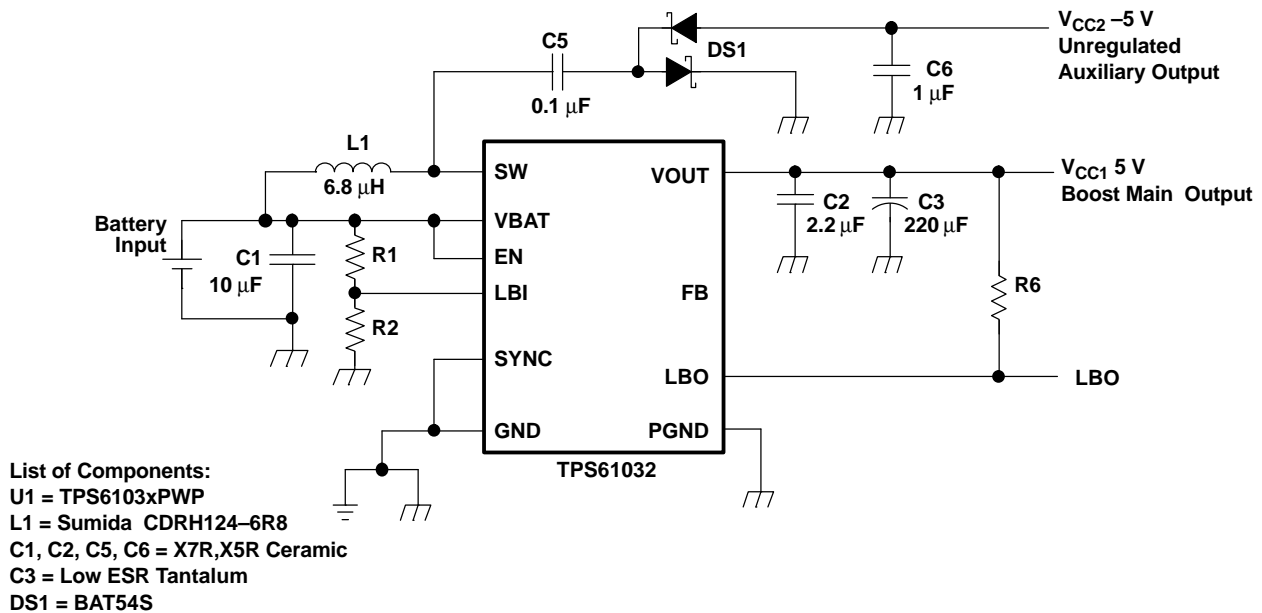 V_CC2 –5 V
Unregulated
Auxiliary Output
C5
DS1
0.1 μF
C6
1 μF
L1
6.8 μH
SW
VOUT
V_CC1 5 V
Boost Main Output
C2
2.2 μF
C3
220 μF
Battery
Input
VBAT
C1
10 μF
R1
EN
LBI
FB
R6
R2
SYNC
LBO
LBO
GND
PGND
TPS61032
List of Components:
U1 = TPS6103xPWP
L1 = Sumida CDRH124–6R8
C1, C2, C5, C6 = X7R,X5R Ceramic
C3 = Low ESR Tantalum
DS1 = BAT54S